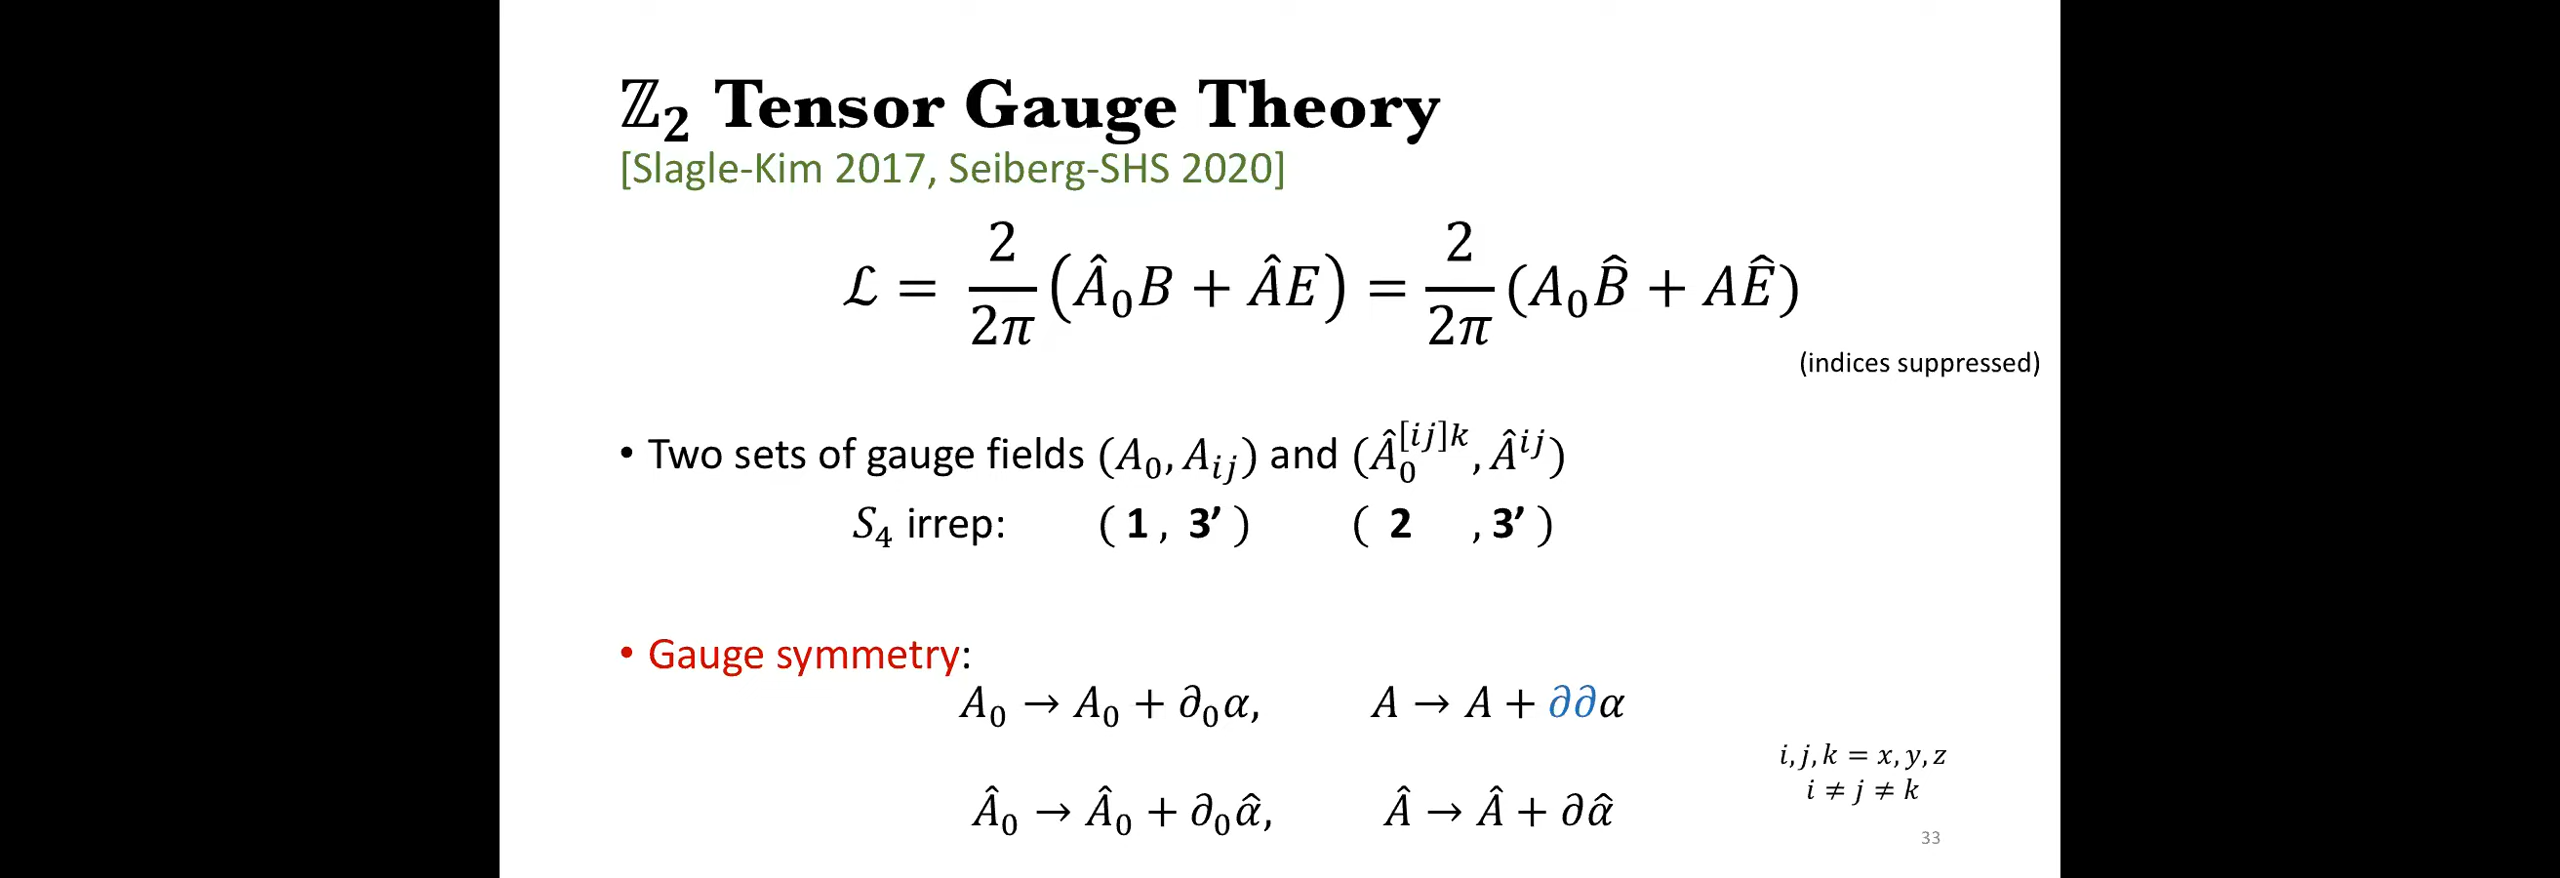 ℤ₂ Tensor Gauge Theory
[Slagle-Kim 2017, Seiberg-SHS 2020]
ℒ = 2/2π (Â₀B + ÂE) = 2/2π (A₀B̂ + AÊ)
(indices suppressed)
• Two sets of gauge fields (A₀, A_{ij}) and (Â₀^{[ij]k}, Â^{ij})
S₄ irrep: ( 1 , 3’ ) ( 2 , 3’ )
• Gauge symmetry:
A₀ → A₀ + ∂₀α, A → A + ∂∂α
i, j, k = x, y, z
i ≠ j ≠ k
Â₀ → Â₀ + ∂₀α̂, Â → Â + ∂α̂
33